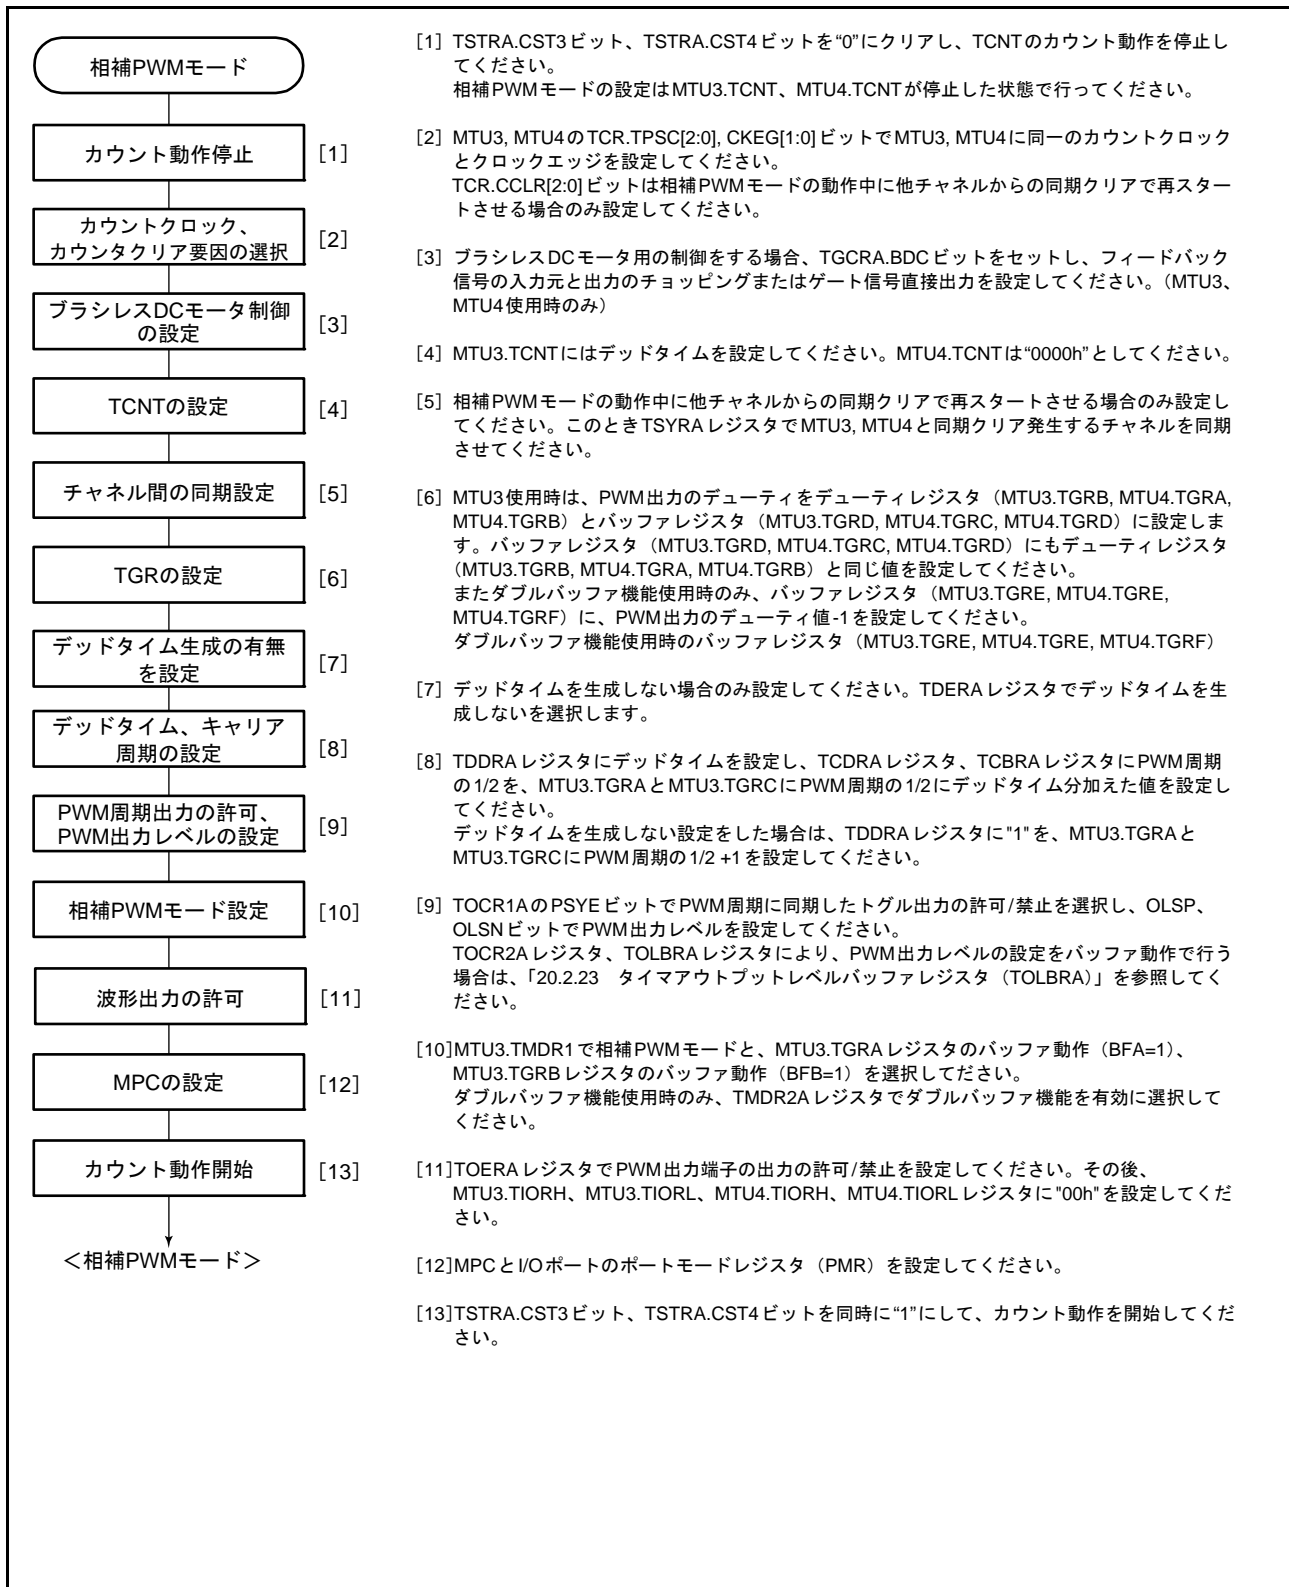 相補PWMモード
カウント動作停止 [1]
カウントクロック、
カウンタクリア要因の選択 [2]
ブラシレスDCモータ制御
の設定 [3]
TCNTの設定 [4]
チャネル間の同期設定 [5]
TGRの設定 [6]
デッドタイム生成の有無
を設定 [7]
デッドタイム、キャリア
周期の設定 [8]
PWM周期出力の許可、
PWM出力レベルの設定 [9]
相補PWMモード設定 [10]
波形出力の許可 [11]
MPCの設定 [12]
カウント動作開始 [13]
＜相補PWMモード＞
[1] TSTRA.CST3ビット、TSTRA.CST4ビットを“0”にクリアし、TCNTのカウント動作を停止し
てください。
相補PWMモードの設定はMTU3.TCNT、MTU4.TCNTが停止した状態で行ってください。
[2] MTU3, MTU4のTCR.TPSC[2:0], CKEG[1:0]ビットでMTU3, MTU4に同一のカウントクロック
とクロックエッジを設定してください。
TCR.CCLR[2:0]ビットは相補PWMモードの動作中に他チャネルからの同期クリアで再スター
トさせる場合のみ設定してください。
[3] ブラシレスDCモータ用の制御をする場合、TGCRA.BDCビットをセットし、フィードバック
信号の入力元と出力のチョッピングまたはゲート信号直接出力を設定してください。（MTU3、
MTU4使用時のみ）
[4] MTU3.TCNTにはデッドタイムを設定してください。MTU4.TCNTは“0000h”としてください。
[5] 相補PWMモードの動作中に他チャネルからの同期クリアで再スタートさせる場合のみ設定し
てください。このときTSYRAレジスタでMTU3, MTU4と同期クリア発生するチャネルを同期
させてください。
[6] MTU3使用時は、PWM出力のデューティをデューティレジスタ（MTU3.TGRB, MTU4.TGRA,
MTU4.TGRB）とバッファレジスタ（MTU3.TGRD, MTU4.TGRC, MTU4.TGRD）に設定しま
す。バッファレジスタ（MTU3.TGRD, MTU4.TGRC, MTU4.TGRD）にもデューティレジスタ
（MTU3.TGRB, MTU4.TGRA, MTU4.TGRB）と同じ値を設定してください。
またダブルバッファ機能使用時のみ、バッファレジスタ（MTU3.TGRE, MTU4.TGRE,
MTU4.TGRF）に、PWM出力のデューティ値-1を設定してください。
ダブルバッファ機能使用時のバッファレジスタ（MTU3.TGRE, MTU4.TGRE, MTU4.TGRF）
[7] デッドタイムを生成しない場合のみ設定してください。TDERAレジスタでデッドタイムを生
成しないを選択します。
[8] TDDRAレジスタにデッドタイムを設定し、TCDRAレジスタ、TCBRAレジスタにPWM周期
の1/2を、MTU3.TGRAとMTU3.TGRCにPWM周期の1/2にデッドタイム分加えた値を設定し
てください。
デッドタイムを生成しない設定をした場合は、TDDRAレジスタに"1"を、MTU3.TGRAと
MTU3.TGRCにPWM周期の1/2 +1を設定してください。
[9] TOCR1AのPSYEビットでPWM周期に同期したトグル出力の許可/禁止を選択し、OLSP、
OLSNビットでPWM出力レベルを設定してください。
TOCR2Aレジスタ、TOLBRAレジスタにより、PWM出力レベルの設定をバッファ動作で行う
場合は、「20.2.23 タイマアウトプットレベルバッファレジスタ（TOLBRA）」を参照してく
ださい。
[10]MTU3.TMDR1で相補PWMモードと、MTU3.TGRAレジスタのバッファ動作（BFA=1）、
MTU3.TGRBレジスタのバッファ動作（BFB=1）を選択してださい。
ダブルバッファ機能使用時のみ、TMDR2Aレジスタでダブルバッファ機能を有効に選択して
ください。
[11]TOERAレジスタでPWM出力端子の出力の許可/禁止を設定してください。その後、
MTU3.TIORH、MTU3.TIORL、MTU4.TIORH、MTU4.TIORLレジスタに"00h"を設定してくだ
さい。
[12]MPCとI/Oポートのポートモードレジスタ（PMR）を設定してください。
[13]TSTRA.CST3ビット、TSTRA.CST4ビットを同時に“1”にして、カウント動作を開始してくだ
さい。